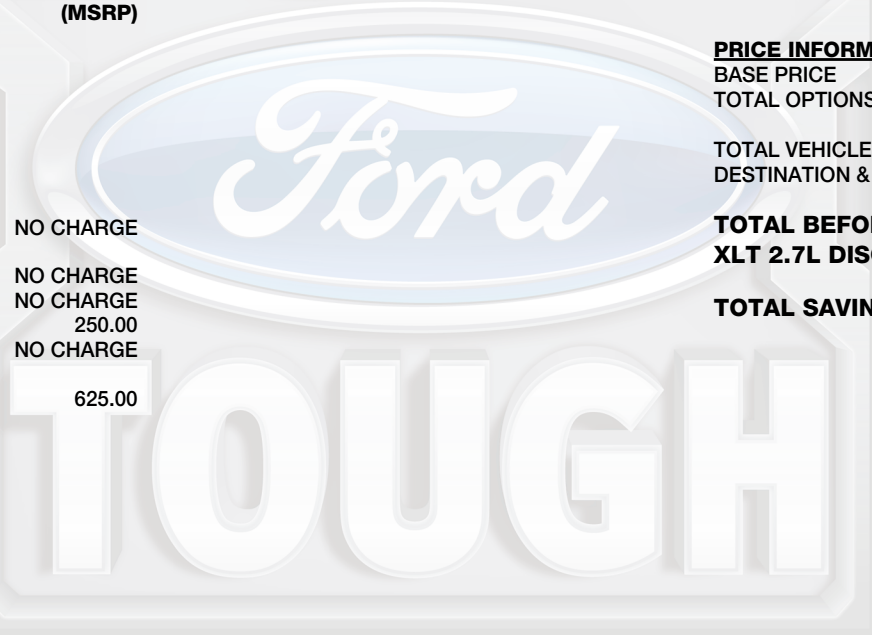 (MSRP)
NO CHARGE
NO CHARGE
NO CHARGE
250.00
NO CHARGE
625.00
PRICE INFORM
BASE PRICE
TOTAL OPTIONS
TOTAL VEHICLE
DESTINATION &
TOTAL BEFO
XLT 2.7L DIS
TOTAL SAVIN
Ford
TOUGH